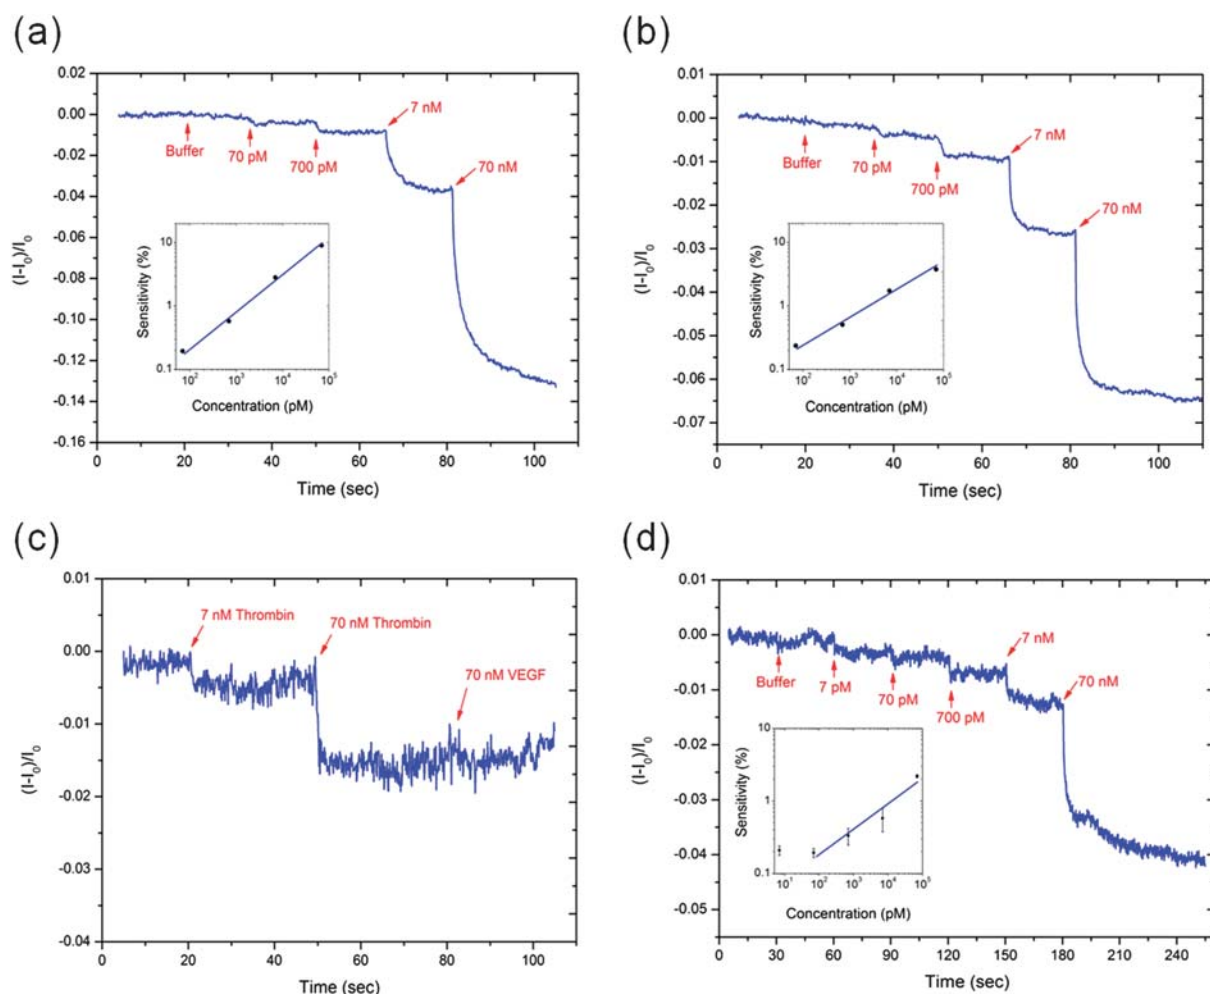 (a)
0.02
0.00
-0.02
-0.04
-0.06
-0.08
-0.10
-0.12
-0.14
-0.16
(I-I₀)/I₀
Buffer
70 pM
700 pM
7 nM
70 nM
10
1
0.1
Sensitivity (%)
10² 10³ 10⁴ 10⁵
Concentration (pM)
0 20 40 60 80 100
Time (sec)
(b)
0.01
0.00
-0.01
-0.02
-0.03
-0.04
-0.05
-0.06
-0.07
(I-I₀)/I₀
Buffer
70 pM
700 pM
7 nM
70 nM
10
1
0.1
Sensitivity (%)
10² 10³ 10⁴ 10⁵
Concentration (pM)
0 20 40 60 80 100
Time (sec)
(c)
0.01
0.00
-0.01
-0.02
-0.03
-0.04
(I-I₀)/I₀
7 nM Thrombin
70 nM Thrombin
70 nM VEGF
0 20 40 60 80 100
Time (sec)
(d)
0.01
0.00
-0.01
-0.02
-0.03
-0.04
-0.05
(I-I₀)/I₀
Buffer
7 pM
70 pM
700 pM
7 nM
70 nM
10
1
0.1
Sensitivity (%)
10¹ 10² 10³ 10⁴ 10⁵
Concentration (pM)
0 30 60 90 120 150 180 210 240
Time (sec)